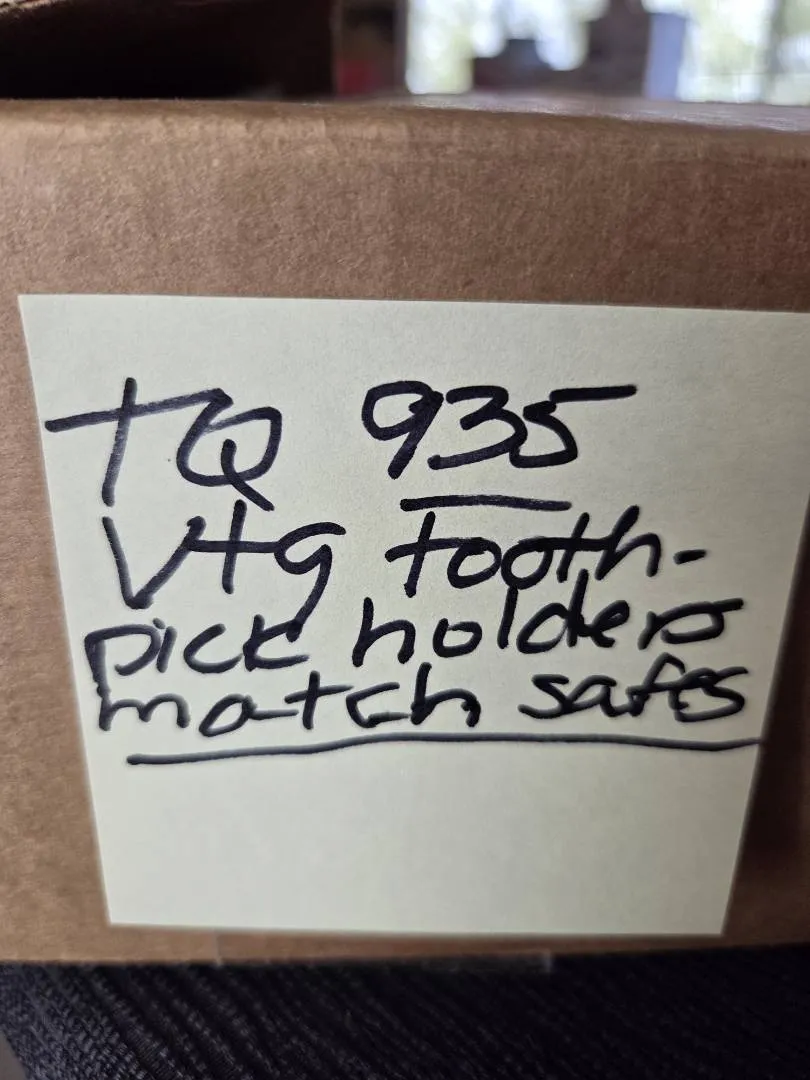 TQ 935
Vtg tooth-
pick holders
match safes